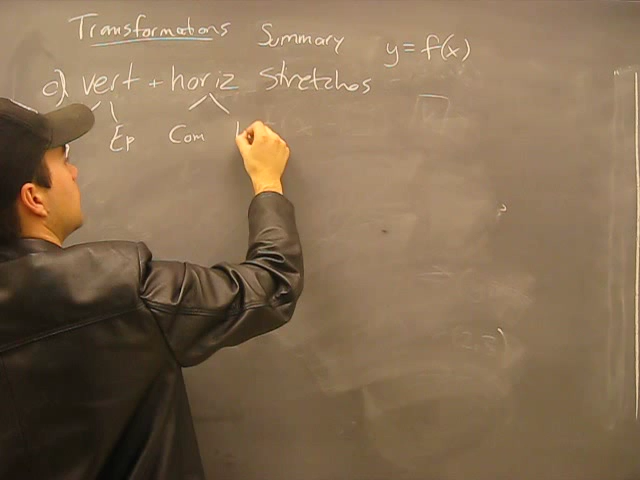 Transformations Summary y = f(x)
c) vert + horiz Stretches
Ep Com